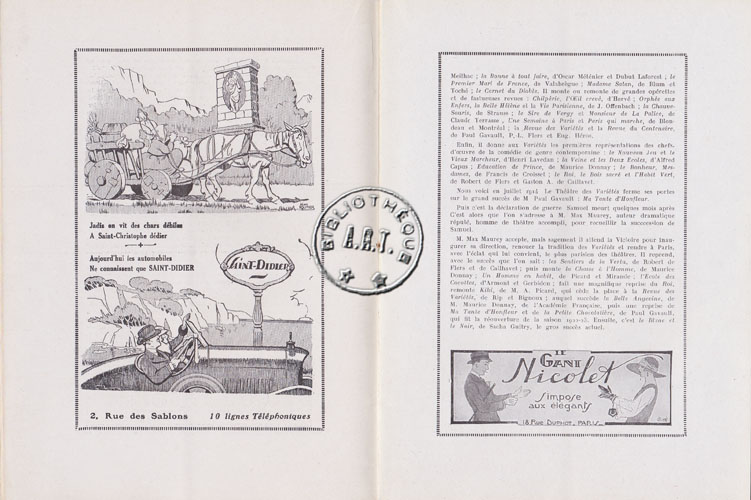 Jadis on vit des chars débiles
A Saint-Christophe dédier
Aujourd'hui les automobiles
Ne connaissent que SAINT-DIDIER
SAINT-DIDIER
2, Rue des Sablons 10 lignes Téléphoniques
BIBLIOTHÈQUE
A.R.T.
Meilhac ; la Bonne à tout faire, d'Oscar Méténier et Dubut Laforest ; le
Premier Mari de France, de Valabrègue ; Madame Satan, de Blum et
Toché ; le Carnet du Diable. Il monte ou remonte de grandes opérettes
et de fastueuses revues : Chilpéric, l'Œil crevé, d'Hervé ; Orphée aux
Enfers, la Belle Hélène et la Vie Parisienne, de J. Offenbach ; la Chauve-
Souris, de Strauss ; le Sire de Vergy et Monsieur de La Palice, de
Claude Terrasse, Une Semaine à Paris et Paris qui marche, de Blon-
deau et Montréal ; la Revue des Variétés et la Revue du Centenaire,
de Paul Gavault, P.-L. Flers et Eug. Héros.
Enfin, il donne aux Variétés les premières représentations des chefs-
d'œuvre de la comédie de genre contemporaine : le Nouveau Jeu et le
Vieux Marcheur, d'Henri Lavedan ; la Veine et les Deux Ecoles, d'Alfred
Capus ; Education de Prince, de Maurice Donnay ; le Bonheur, Mes-
dames, de Francis de Croisset ; le Roi, le Bois sacré et l'Habit Vert,
de Robert de Flers et Gaston A. de Caillavet.
Nous voici en juillet 1914 le Théâtre des Variétés ferme ses portes
sur le grand succès de M. Paul Gavault : Ma Tante d'Honfleur.
Puis c'est la déclaration de guerre Samuel meurt quelques mois après
C'est alors que l'on s'adresse à M. Max Maurey, auteur dramatique
réputé, homme de théâtre accompli, pour recueillir la succession de
Samuel.
M. Max Maurey accepte, mais sagement il attend la Victoire pour inau-
gurer sa direction, renouer la tradition des Variétés et rendre à Paris,
avec l'éclat qui lui convient, le plus parisien des théâtres. Il reprend,
avec le succès que l'on sait : les Sentiers de la Vertu, de Robert de
Flers et de Caillavet ; puis monte la Chasse à l'Homme, de Maurice
Donnay ; Un Homme en habit, de Picard et Mirande ; l'Ecole des
Cocottes, d'Armont et Gerbidon ; fait une magnifique reprise du Roi,
remonte Kiki, de M. A. Picard, qui cède la place à la Revue des
Variétés, de Rip et Bignoux ; auquel succède la Belle Angevine, de
M. Maurice Donnay, de l'Académie Française, puis une reprise de
Ma Tante d'Honfleur et de la Petite Chocolatière, de Paul Gavault,
qui fit la réouverture de la saison 1922-23. Ensuite, c'est le Blanc et
le Noir, de Sacha Guitry, le gros succès actuel.
LE
GANT
Nicolet
s'impose
aux élégants
18 Rue Duphot, PARIS